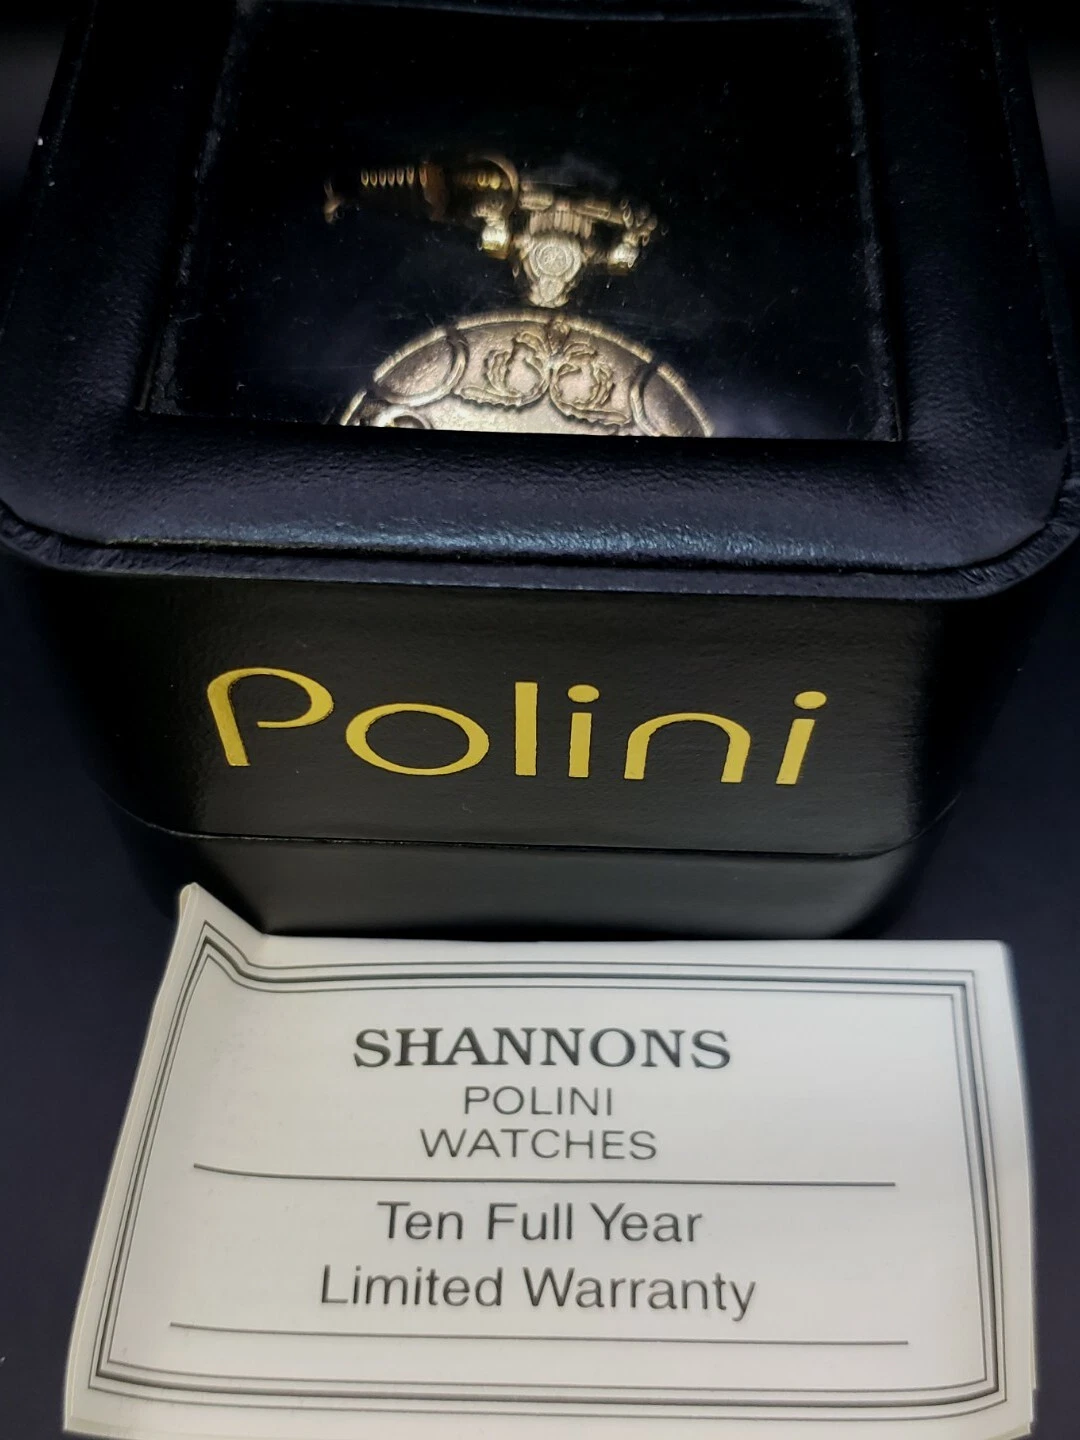 Polini
SHANNONS
POLINI
WATCHES
Ten Full Year
Limited Warranty